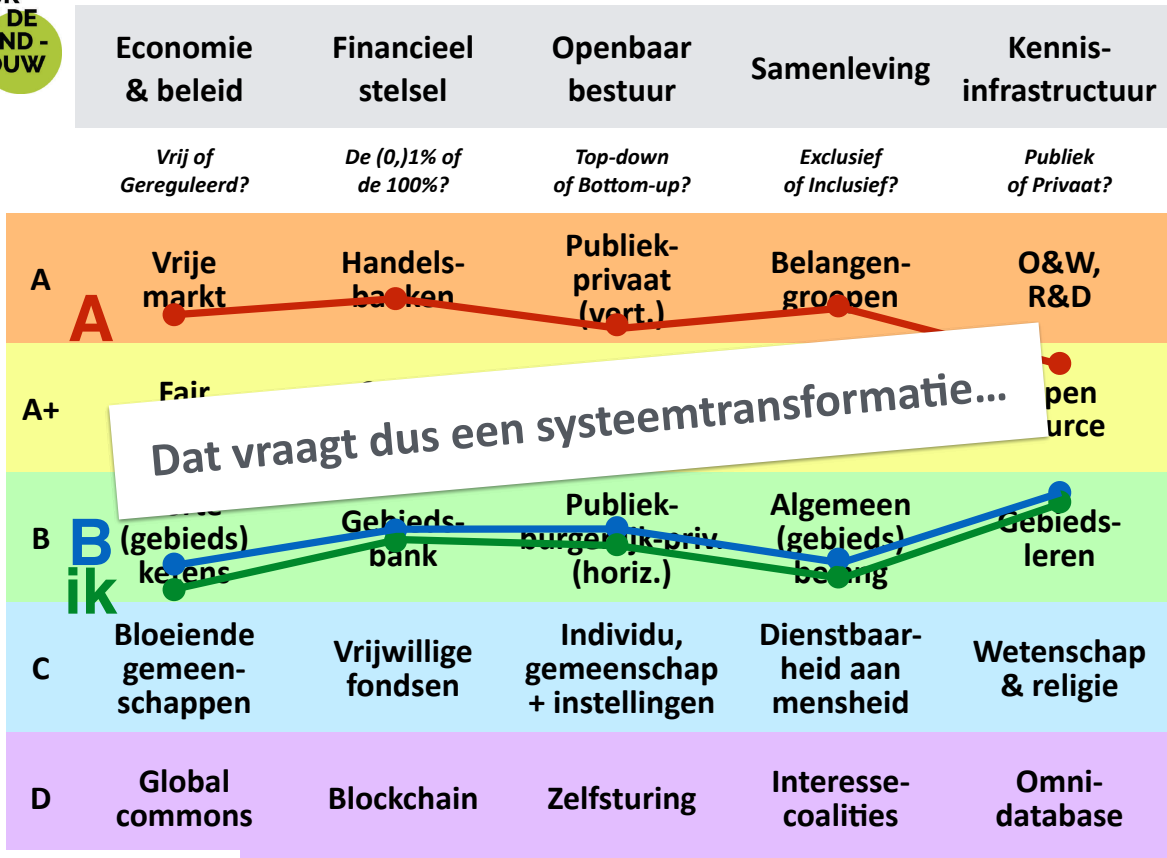 DE
Economie
& beleid
Financieel
stelsel
Openbaar
bestuur
Samenleving
Kennis-
infrastructuur
Vrij of
Gereguleerd?
De (0,)1% of
de 100%?
Top-down
of Bottom-up?
Exclusief
of Inclusief?
Publiek
of Privaat?
A
Vrije
markt
Handels-
banken
Publiek-
privaat
(vert.)
Belangen-
groepen
O&W,
R&D
A
A+
Fair
Dat vraagt dus een systeemtransformatie...
B
B
ik
(gebieds)
ketens
Gebieds-
bank
Publiek-
burgerlijk-priv.
(horiz.)
Algemeen
(gebieds)
belang
Gebieds-
leren
C
Bloeiende
gemeen-
schappen
Vrijwillige
fondsen
Individu,
gemeenschap
+ instellingen
Dienstbaar-
heid aan
mensheid
Wetenschap
& religie
D
Global
commons
Blockchain
Zelfsturing
Interesse-
coalities
Omni-
database